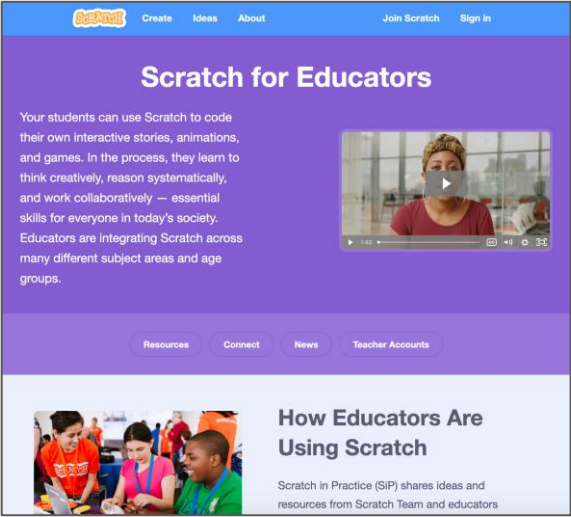 SCRATCH Create Ideas About Join Scratch Sign in
Scratch for Educators
Your students can use Scratch to code
their own interactive stories, animations,
and games. In the process, they learn to
think creatively, reason systematically,
and work collaboratively — essential
skills for everyone in today's society.
Educators are integrating Scratch across
many different subject areas and age
groups.
1:40
CC
Resources Connect News Teacher Accounts
How Educators Are
Using Scratch
Scratch in Practice (SiP) shares ideas and
resources from Scratch Team and educators
SCRATCH